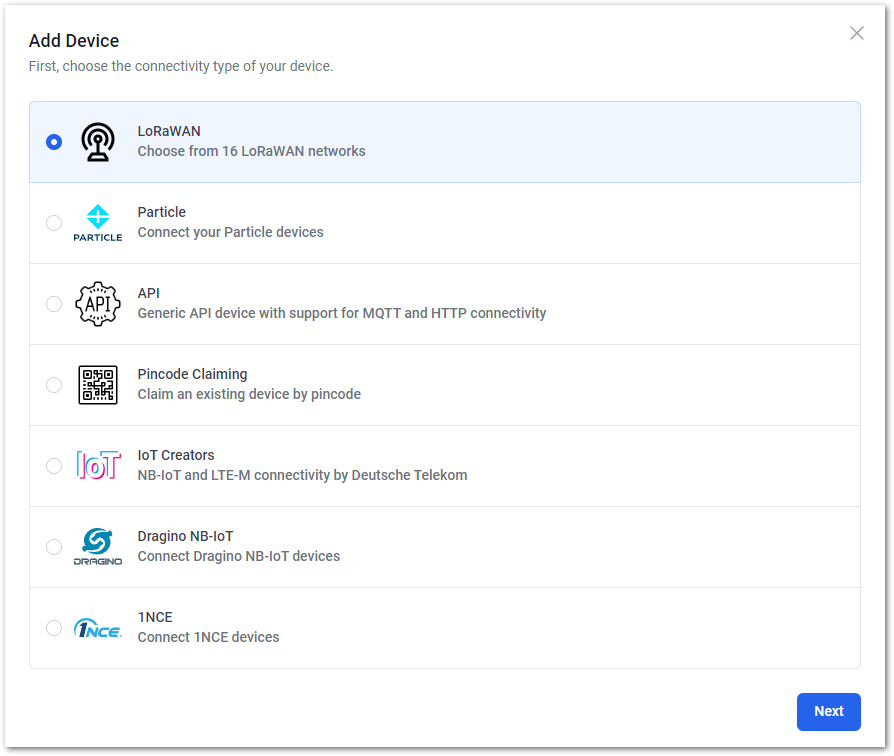 Add Device
First, choose the connectivity type of your device.
LoRaWAN
Choose from 16 LoRaWAN networks
PARTICLE
Particle
Connect your Particle devices
API
API
Generic API device with support for MQTT and HTTP connectivity
Pincode Claiming
Claim an existing device by pincode
IoT
IoT Creators
NB-IoT and LTE-M connectivity by Deutsche Telekom
DRAGINO
Dragino NB-IoT
Connect Dragino NB-IoT devices
1NCE
1NCE
Connect 1NCE devices
Next